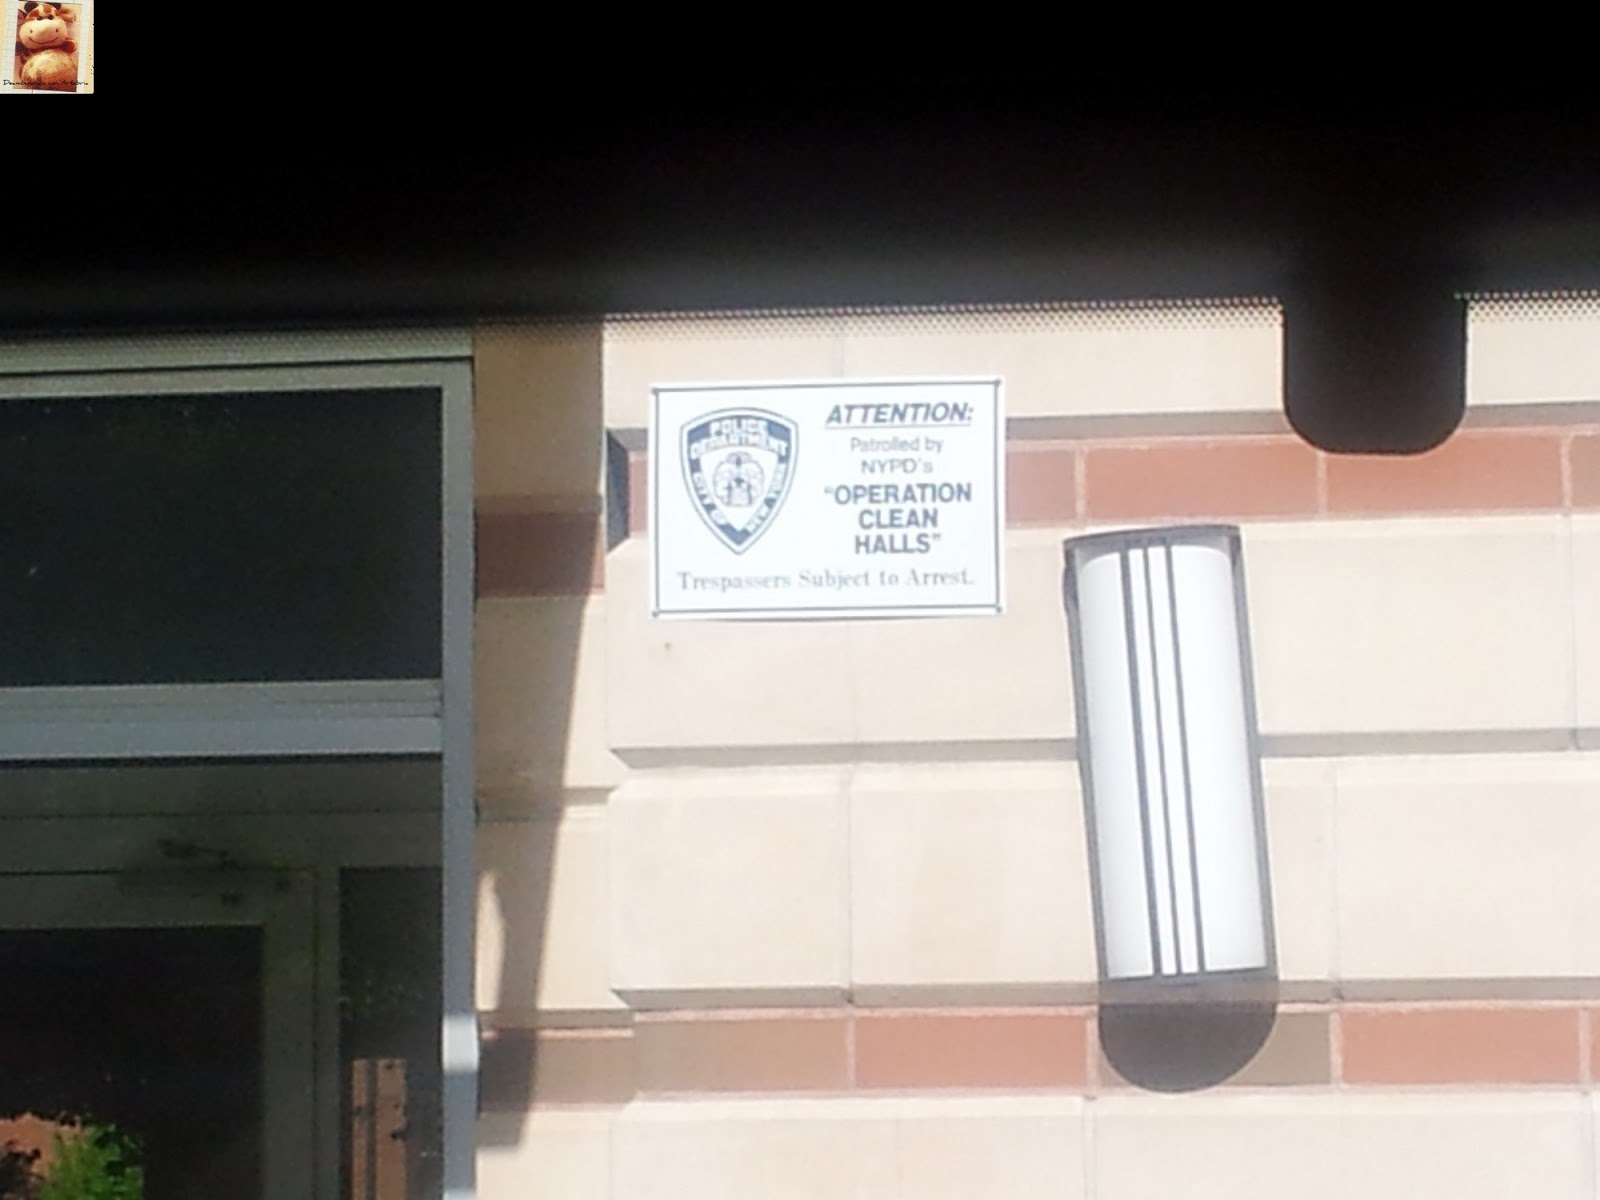 POLICE
DEPARTMENT
CITY OF NEW YORK
ATTENTION:
Patrolled by
NYPD's
"OPERATION
CLEAN
HALLS"
Trespassers Subject to Arrest.